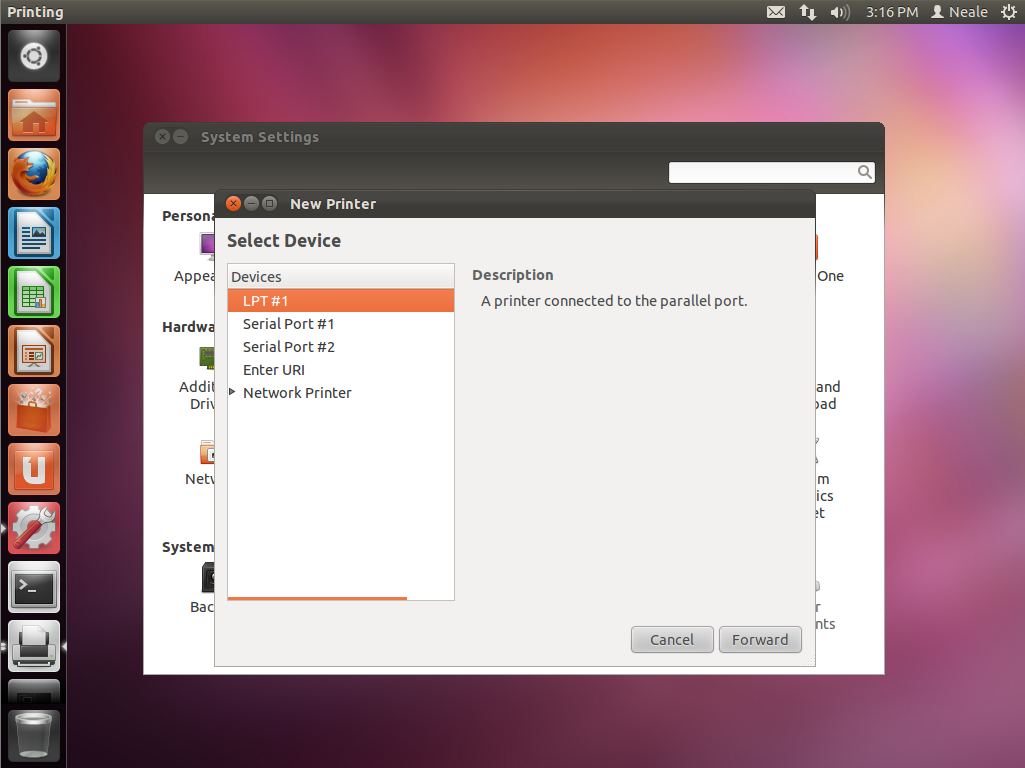 Printing
3:16 PM
Neale
System Settings
New Printer
Persona
Select Device
Appea
One
Devices
Description
LPT #1
A printer connected to the parallel port.
Serial Port #1
Hardwa
Serial Port #2
Enter URI
Addit
and
Network Printer
Driv
oad
Netw
m
ics
et
System
Bac
r
nts
Cancel
Forward